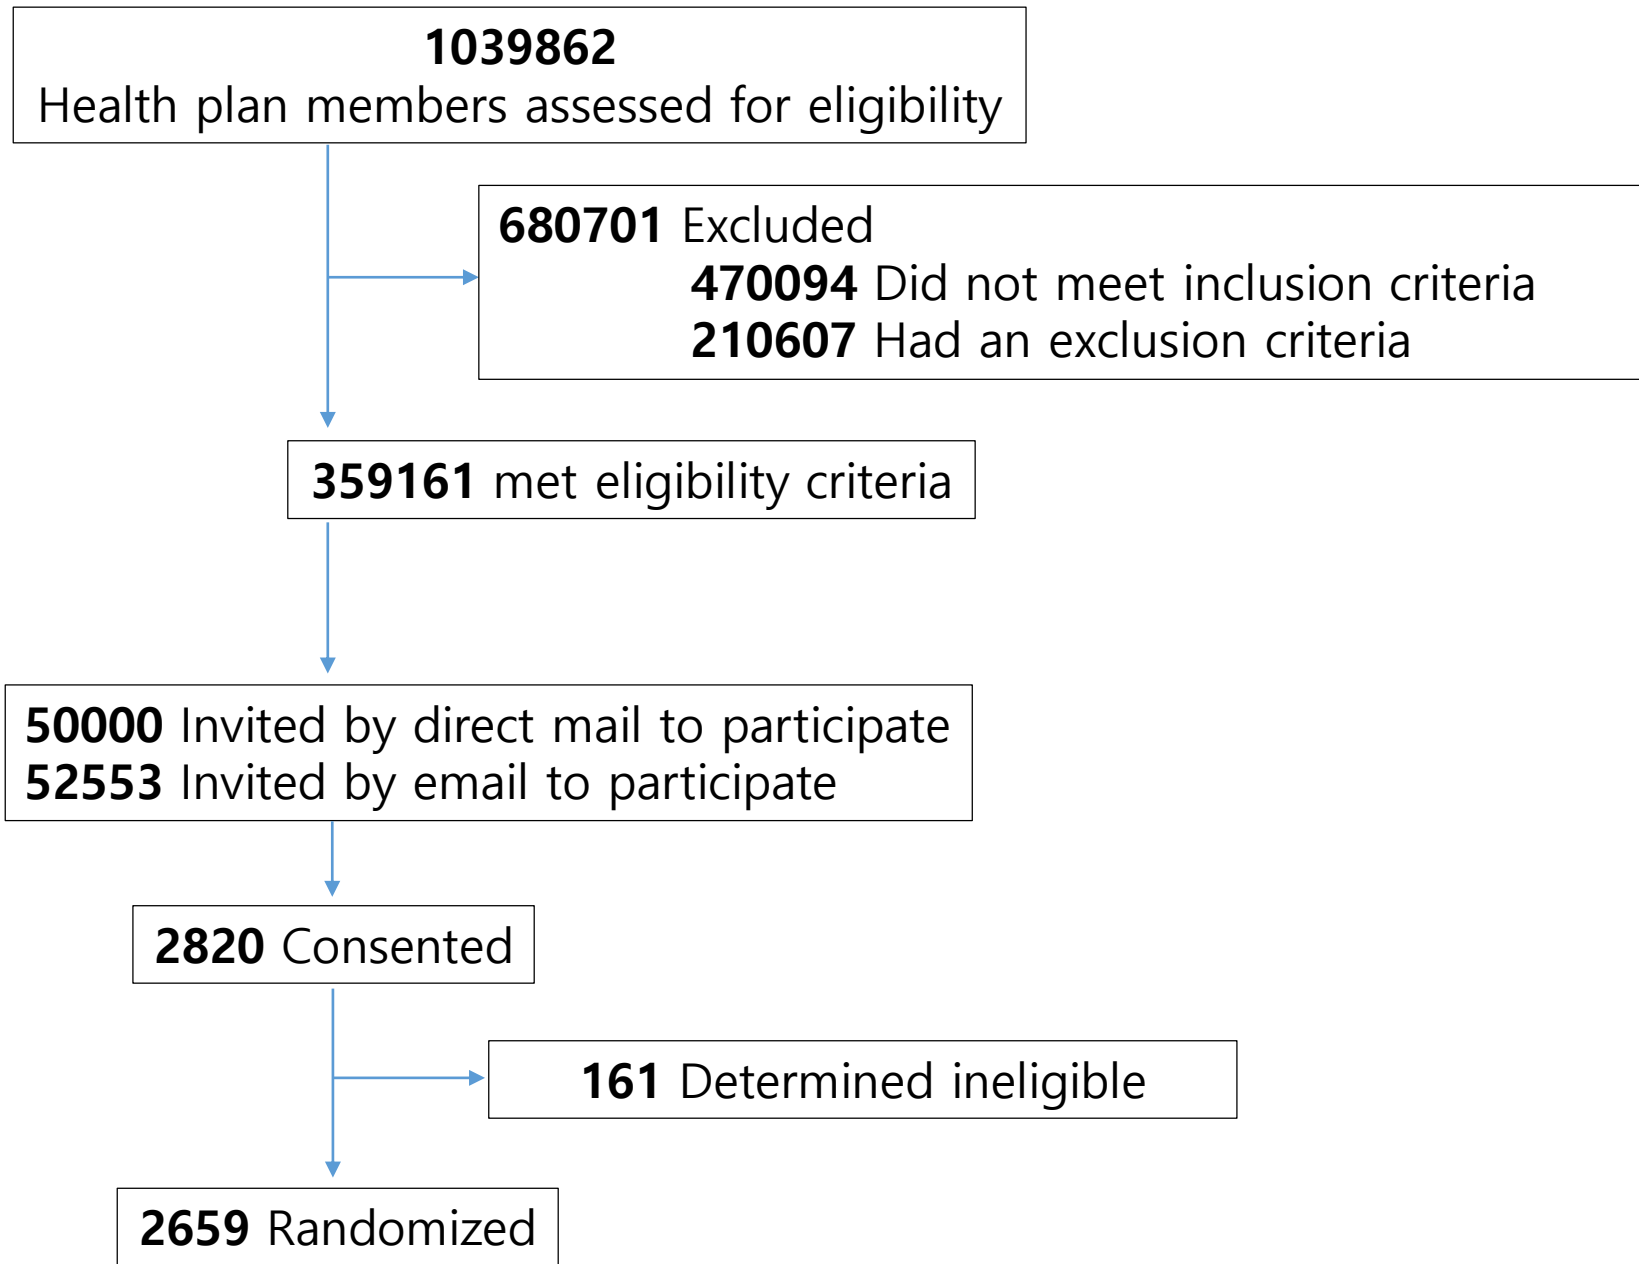 1039862
Health plan members assessed for eligibility
680701 Excluded
470094 Did not meet inclusion criteria
210607 Had an exclusion criteria
359161 met eligibility criteria
50000 Invited by direct mail to participate
52553 Invited by email to participate
2820 Consented
161 Determined ineligible
2659 Randomized